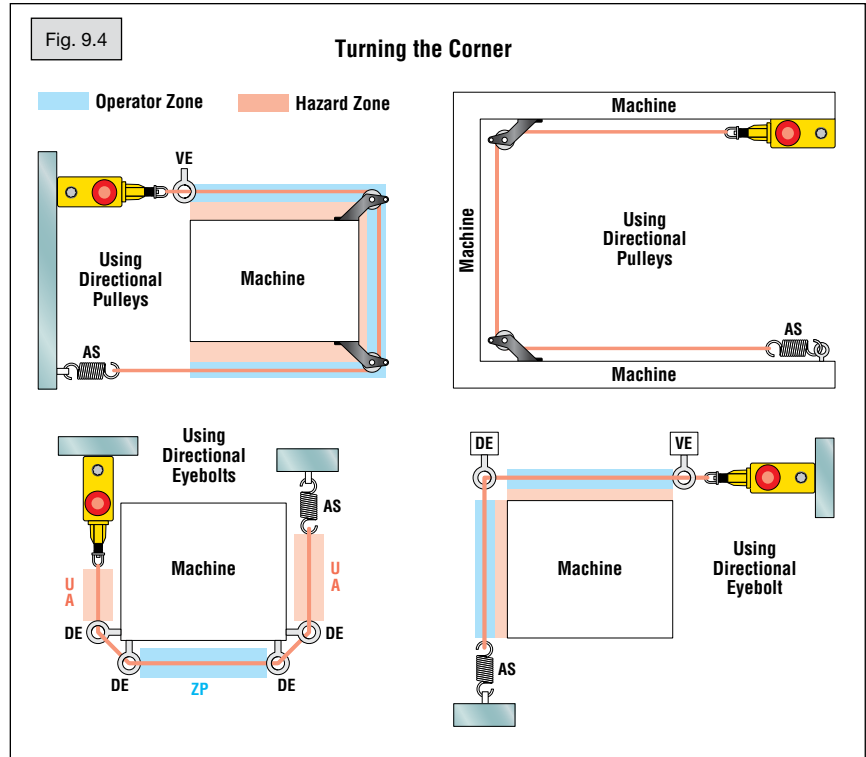 Fig. 9.4
Turning the Corner
Operator Zone
Hazard Zone
VE
Using
Directional
Pulleys
Machine
AS
Machine
Machine
Using
Directional
Pulleys
AS
Machine
Using
Directional
Eyebolts
AS
Machine
U
A
U
A
DE
DE
DE
DE
ZP
DE
VE
Machine
Using
Directional
Eyebolt
AS